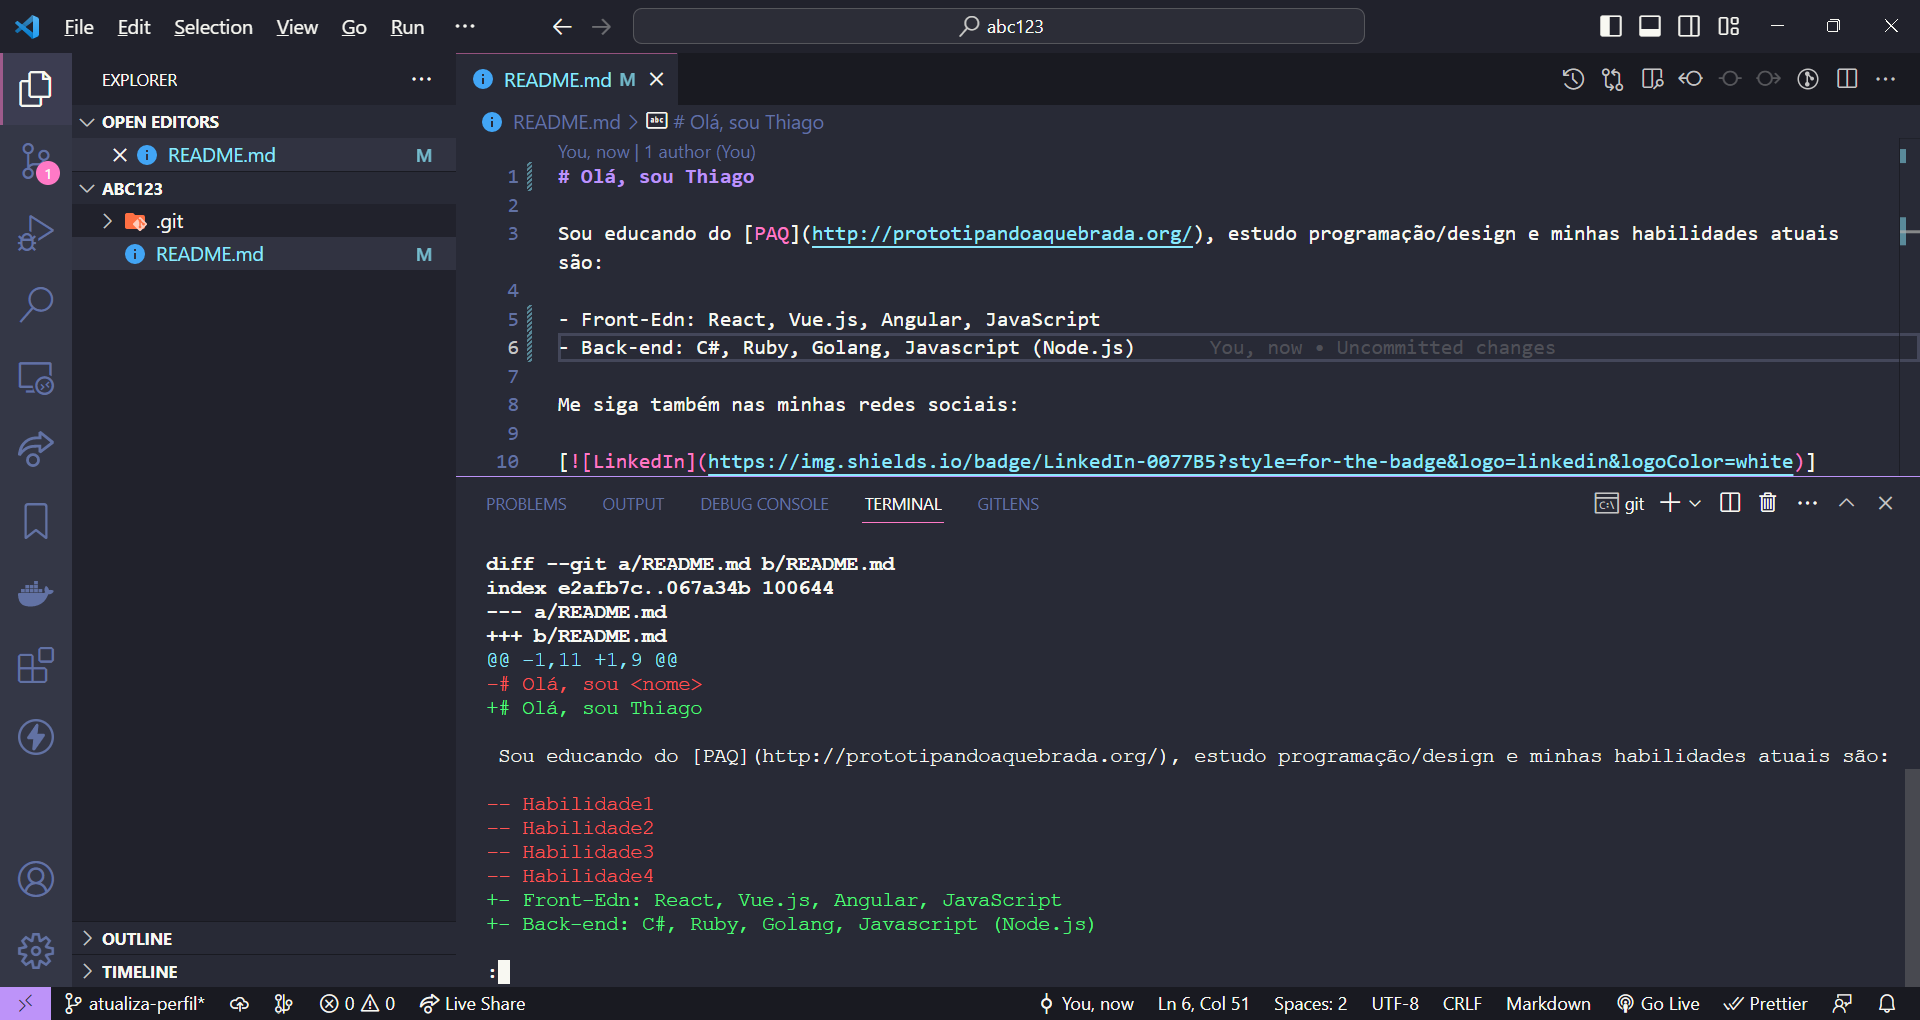 File Edit Selection View Go Run ··· abc123
EXPLORER ···
OPEN EDITORS
README.md M
ABC123
.git
README.md M
OUTLINE
TIMELINE
1
README.md M
README.md > # Olá, sou Thiago
You, now | 1 author (You)
1 # Olá, sou Thiago
2
3 Sou educando do [PAQ](http://prototipandoaquebrada.org/), estudo programação/design e minhas habilidades atuais
são:
4
5 - Front-Edn: React, Vue.js, Angular, JavaScript
6 - Back-end: C#, Ruby, Golang, Javascript (Node.js) You, now • Uncommitted changes
7
8 Me siga também nas minhas redes sociais:
9
10 [![LinkedIn](https://img.shields.io/badge/LinkedIn-0077B5?style=for-the-badge&logo=linkedin&logoColor=white)]
PROBLEMS OUTPUT DEBUG CONSOLE TERMINAL GITLENS git
diff --git a/README.md b/README.md
index e2afb7c..067a34b 100644
--- a/README.md
+++ b/README.md
@@ -1,11 +1,9 @@
-# Olá, sou <nome>
+# Olá, sou Thiago
Sou educando do [PAQ](http://prototipandoaquebrada.org/), estudo programação/design e minhas habilidades atuais são:
-- Habilidade1
-- Habilidade2
-- Habilidade3
-- Habilidade4
+- Front-Edn: React, Vue.js, Angular, JavaScript
+- Back-end: C#, Ruby, Golang, Javascript (Node.js)
:
atualiza-perfil* 0 0 Live Share You, now Ln 6, Col 51 Spaces: 2 UTF-8 CRLF Markdown Go Live Prettier